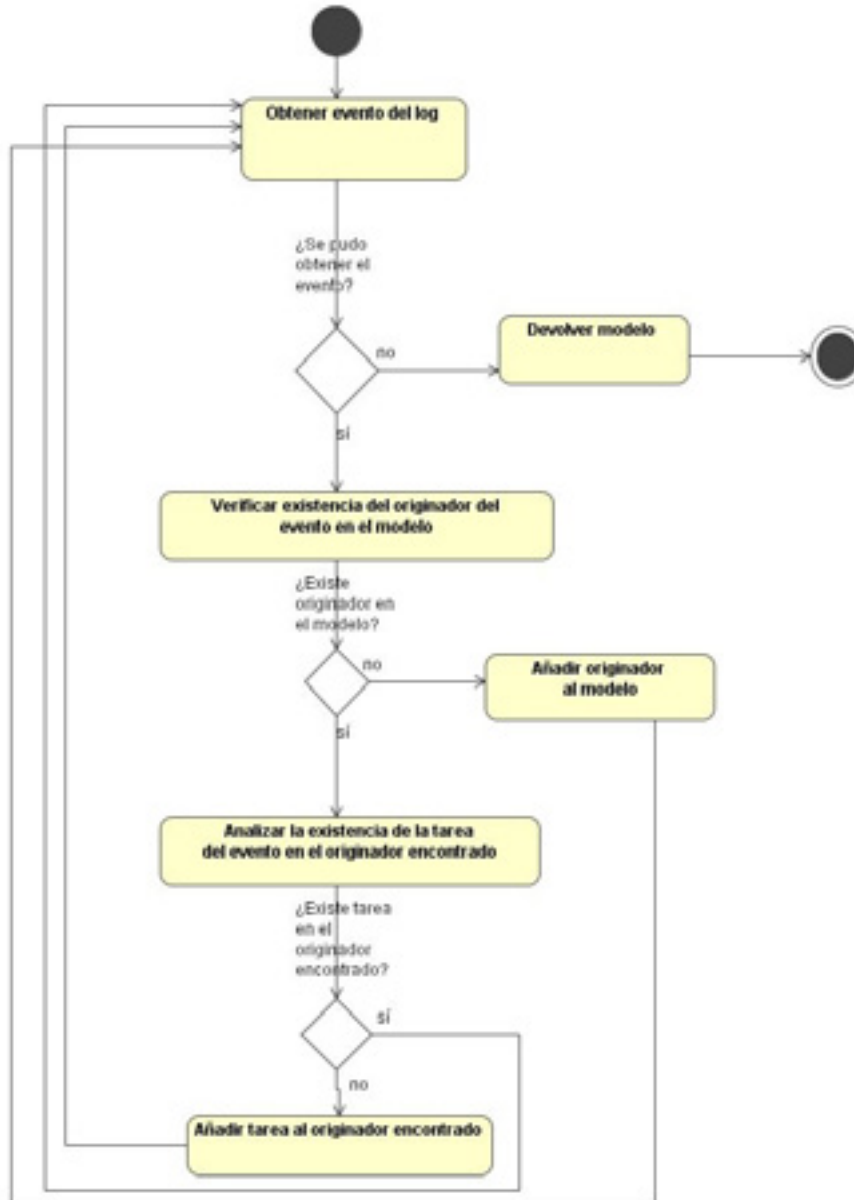 Obtener evento del log
¿Se pudo
obtener el
evento?
no
Devolver modelo
sí
Verificar existencia del originador del
evento en el modelo
¿Existe
originador en
el modelo?
no
Añadir originador
al modelo
sí
Analizar la existencia de la tarea
del evento en el originador encontrado
¿Existe tarea
en el
originador
encontrado?
sí
no
Añadir tarea al originador encontrado